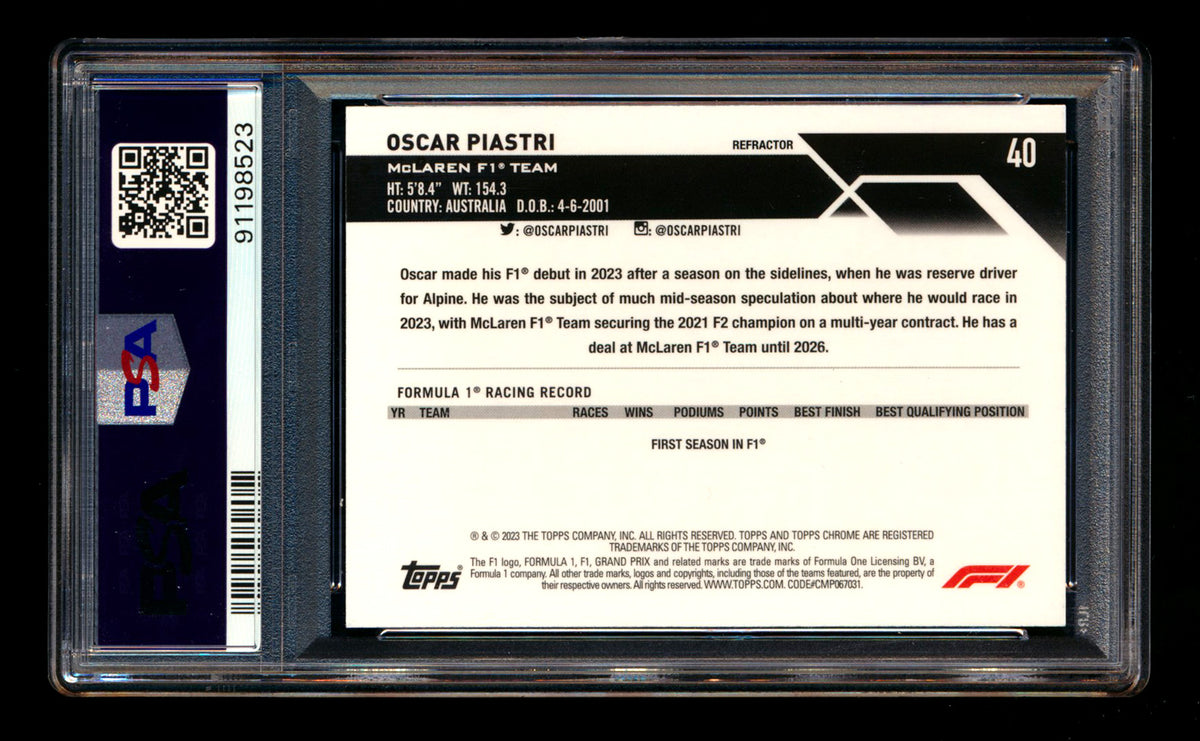 91198523
PSA
PSA
OSCAR PIASTRI
REFRACTOR
40
McLAREN F1® TEAM
HT: 5'8.4" WT: 154.3
COUNTRY: AUSTRALIA D.O.B.: 4-6-2001
: @OSCARPIASTRI : @OSCARPIASTRI
Oscar made his F1® debut in 2023 after a season on the sidelines, when he was reserve driver
for Alpine. He was the subject of much mid-season speculation about where he would race in
2023, with McLaren F1® Team securing the 2021 F2 champion on a multi-year contract. He has a
deal at McLaren F1® Team until 2026.
FORMULA 1® RACING RECORD
YR TEAM RACES WINS PODIUMS POINTS BEST FINISH BEST QUALIFYING POSITION
FIRST SEASON IN F1®
® & © 2023 THE TOPPS COMPANY, INC. ALL RIGHTS RESERVED. TOPPS AND TOPPS CHROME ARE REGISTERED
TRADEMARKS OF THE TOPPS COMPANY, INC.
The F1 logo, FORMULA 1, F1, GRAND PRIX and related marks are trade marks of Formula One Licensing BV, a
Formula 1 company. All other trade marks, logos and copyrights, including those of the teams featured, are the property of
their respective owners. All rights reserved. WWW.TOPPS.COM. CODE#CMP067031.
Topps®
F1®